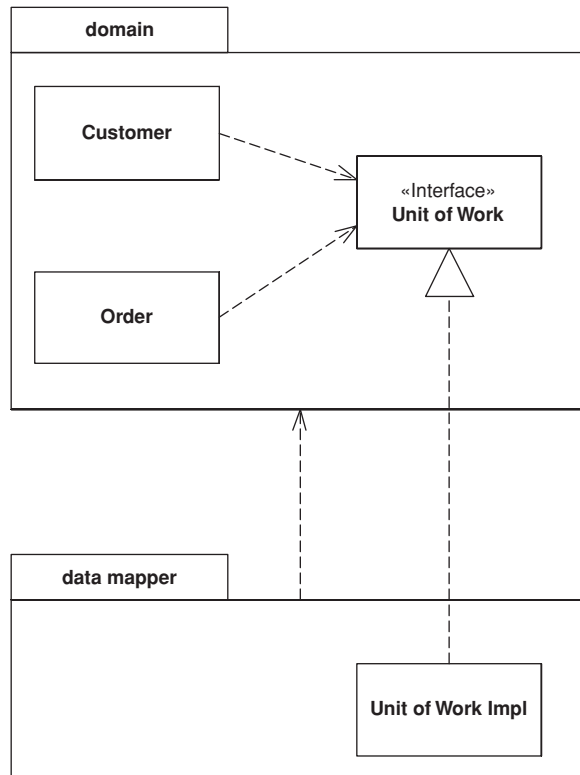 domain
Customer
«Interface»
Unit of Work
Order
data mapper
Unit of Work Impl